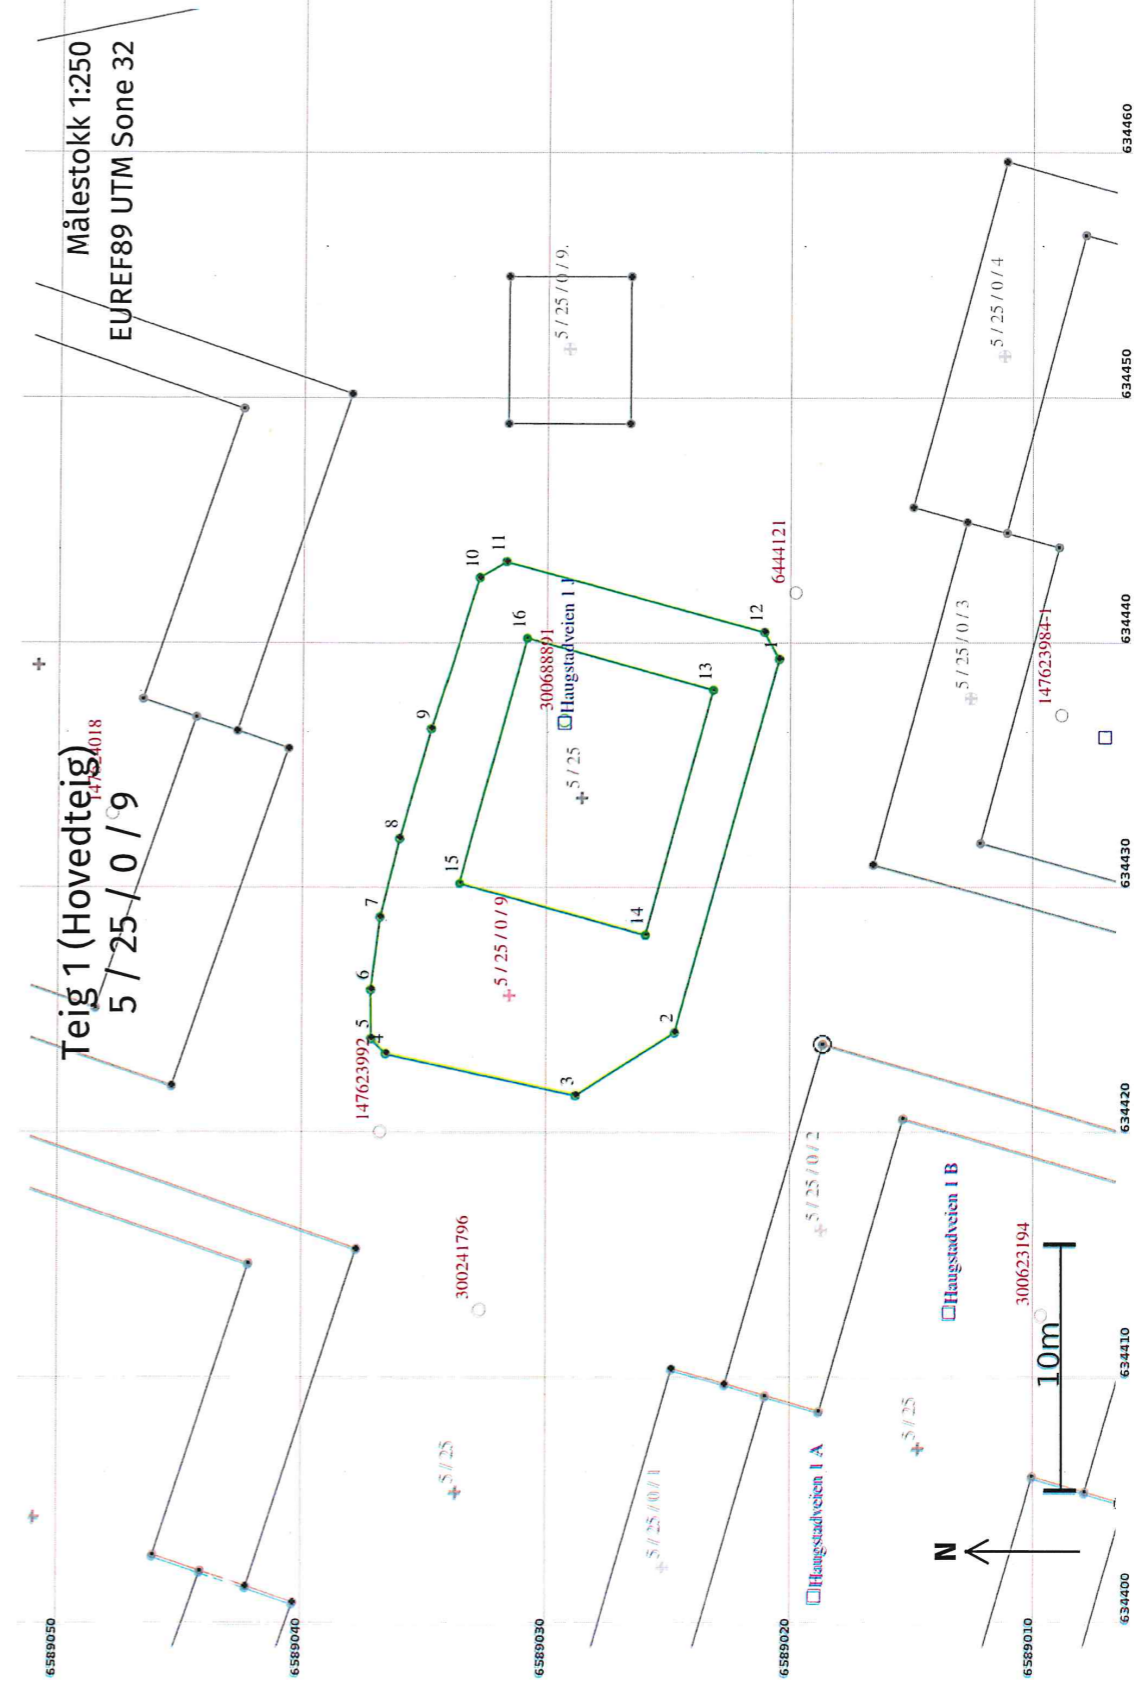 Teig 1 (Hovedteig)
5 / 25 / 0 / 9
Målestokk 1:250
EUREF89 UTM Sone 32
6589050
6589040
6589030
6589020
6589010
147624018
147623992
5
4
6
7
8
9
10
11
15
16
300688891
Haugstadveien 1 J
5 / 25
5 / 25 / 0 / 9
14
13
12
1
2
3
5 / 25 / 0 / 9.
6444121
300241796
5 / 25
5 / 25 / 0 / 1
5 / 25 / 0 / 2
5 / 25 / 0 / 3
5 / 25 / 0 / 4
147623984-1
Haugstadveien 1 A
Haugstadveien 1 B
5 / 25
300623194
N
10m
634400
634410
634420
634430
634440
634450
634460